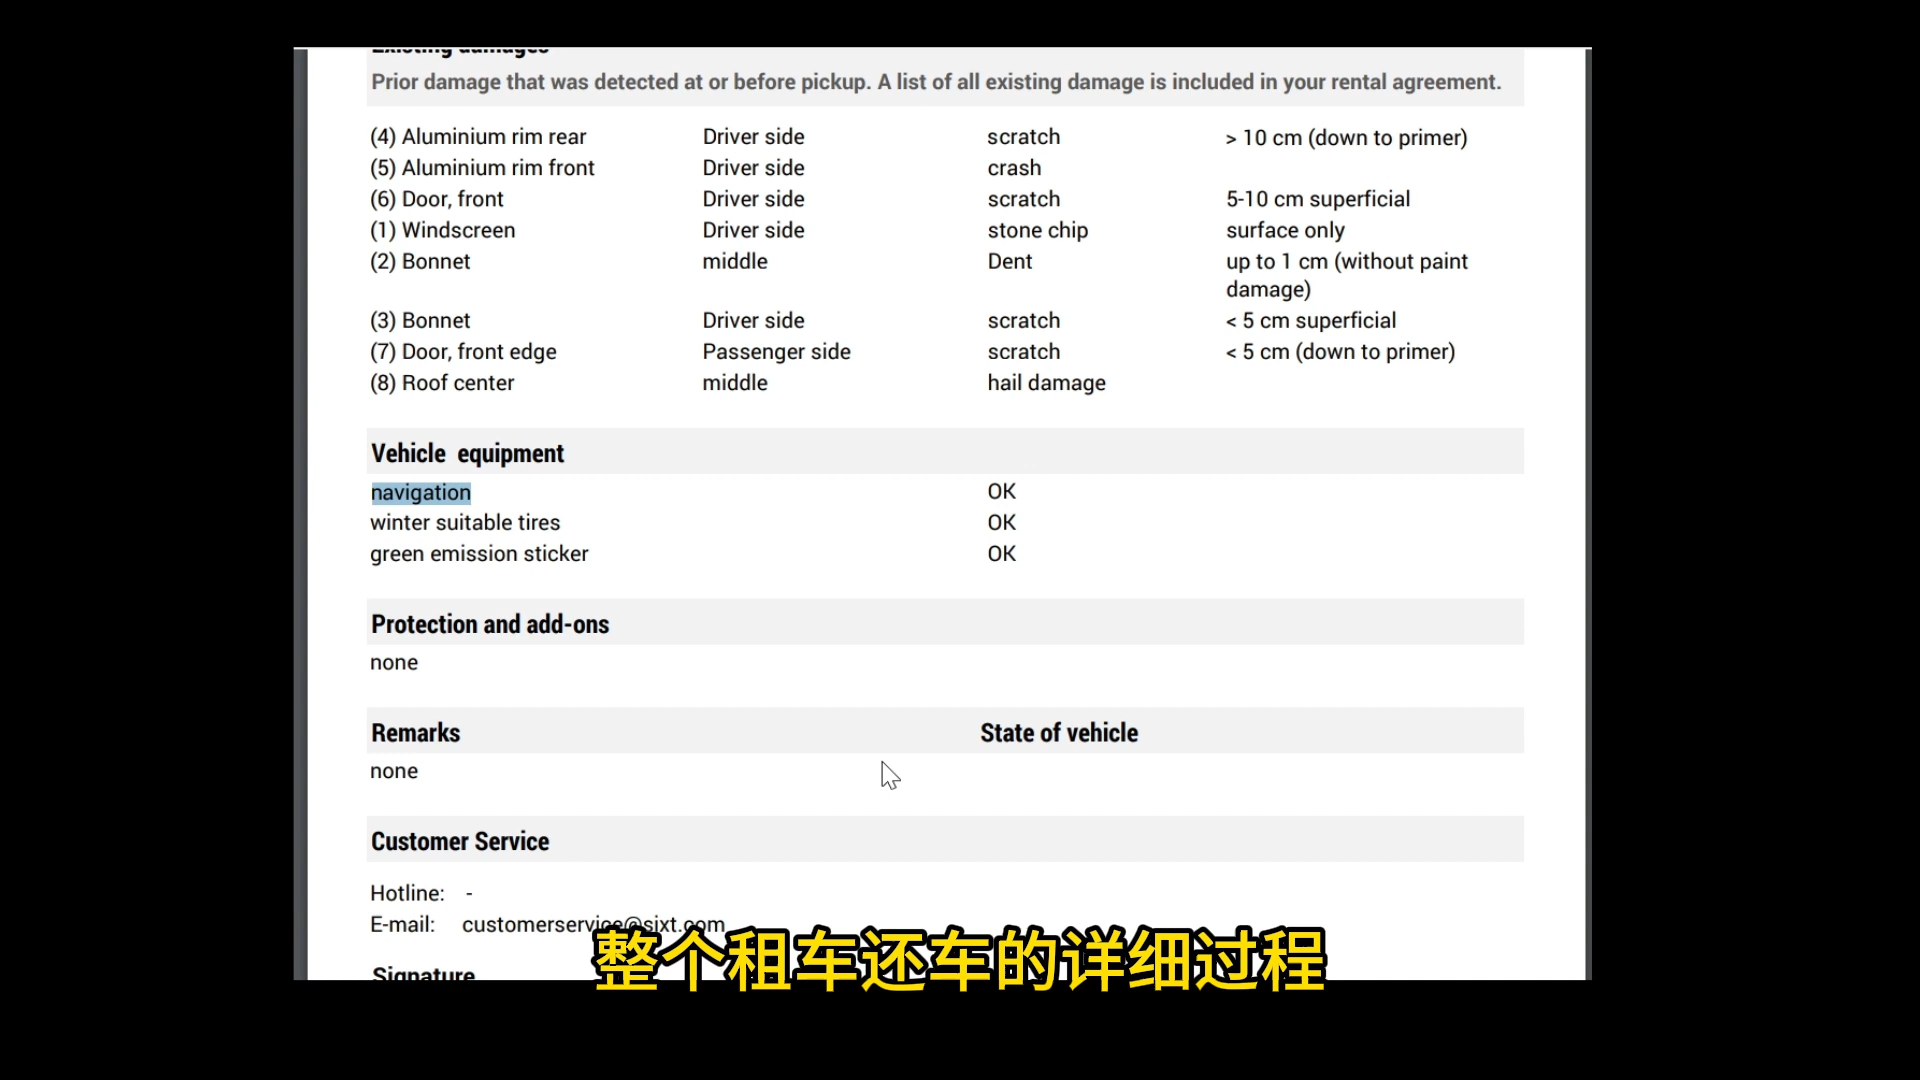 Existing damages
Prior damage that was detected at or before pickup. A list of all existing damage is included in your rental agreement.
(4) Aluminium rim rear Driver side scratch > 10 cm (down to primer)
(5) Aluminium rim front Driver side crash
(6) Door, front Driver side scratch 5-10 cm superficial
(1) Windscreen Driver side stone chip surface only
(2) Bonnet middle Dent up to 1 cm (without paint
damage)
(3) Bonnet Driver side scratch < 5 cm superficial
(7) Door, front edge Passenger side scratch < 5 cm (down to primer)
(8) Roof center middle hail damage
Vehicle equipment
navigation OK
winter suitable tires OK
green emission sticker OK
Protection and add-ons
none
Remarks State of vehicle
none
Customer Service
Hotline: -
E-mail: customerservice@sixt.com
整个租车还车的详细过程
Signature